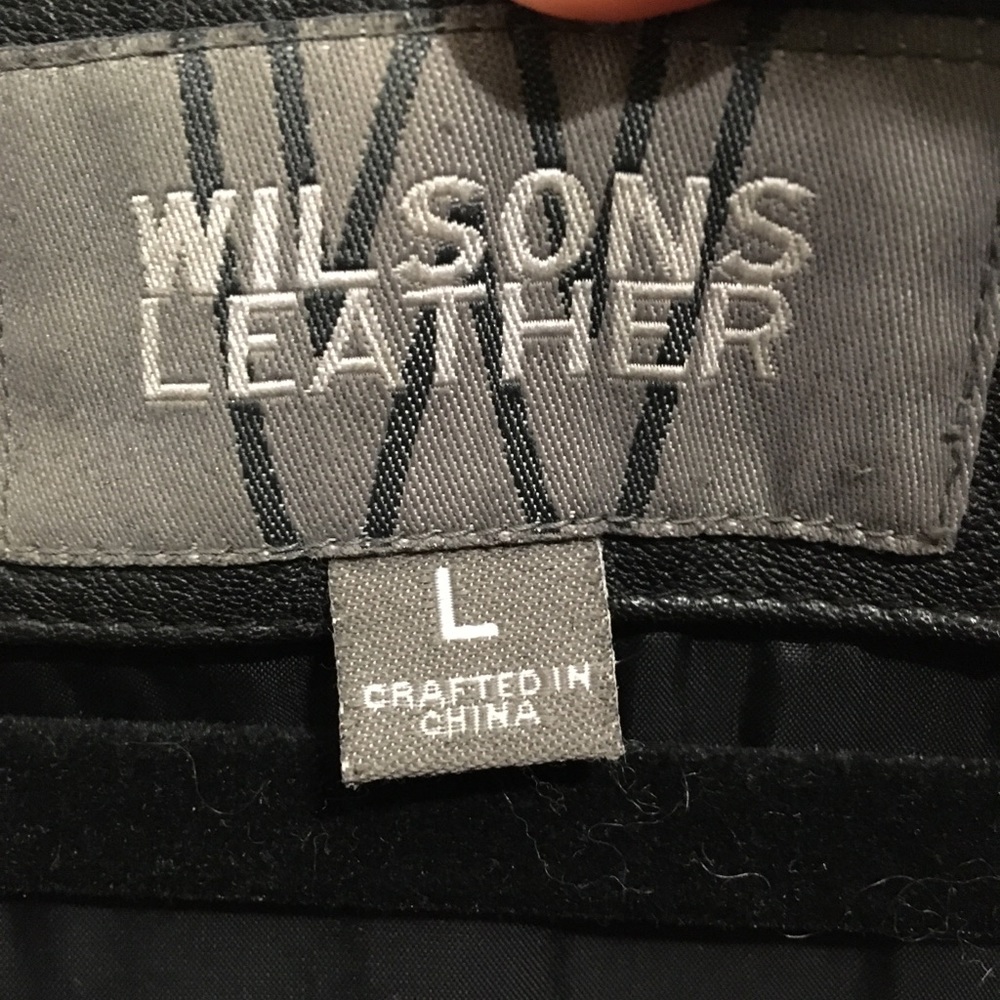 WILSONS
LEATHER
L
CRAFTED IN
CHINA